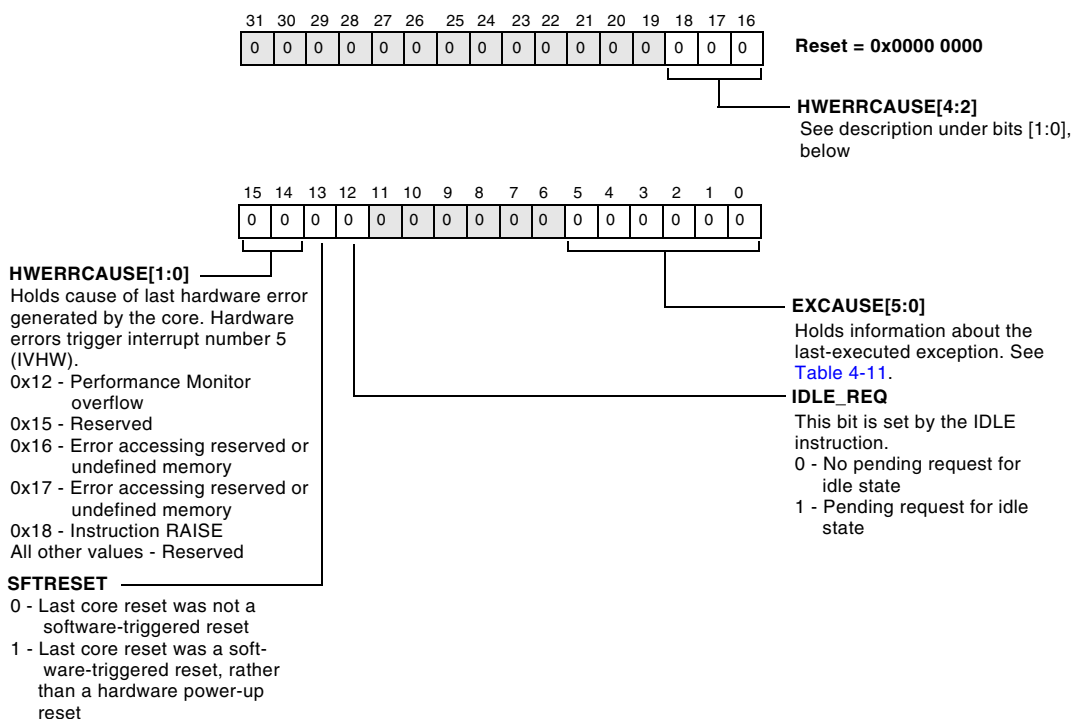 31 30 29 28 27 26 25 24 23 22 21 20 19 18 17 16
0 0 0 0 0 0 0 0 0 0 0 0 0 0 0 0
Reset = 0x0000 0000
HWERRCAUSE[4:2]
See description under bits [1:0],
below
15 14 13 12 11 10 9 8 7 6 5 4 3 2 1 0
0 0 0 0 0 0 0 0 0 0 0 0 0 0 0 0
HWERRCAUSE[1:0]
Holds cause of last hardware error
generated by the core. Hardware
errors trigger interrupt number 5
(IVHW).
0x12 - Performance Monitor
overflow
0x15 - Reserved
0x16 - Error accessing reserved or
undefined memory
0x17 - Error accessing reserved or
undefined memory
0x18 - Instruction RAISE
All other values - Reserved
SFTRESET
0 - Last core reset was not a
software-triggered reset
1 - Last core reset was a soft-
ware-triggered reset, rather
than a hardware power-up
reset
EXCAUSE[5:0]
Holds information about the
last-executed exception. See
Table 4-11.
IDLE_REQ
This bit is set by the IDLE
instruction.
0 - No pending request for
idle state
1 - Pending request for idle
state